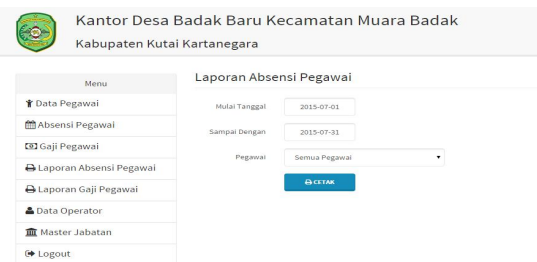 Kantor Desa Badak Baru Kecamatan Muara Badak
Kabupaten Kutai Kartanegara
Menu
Data Pegawai
Absensi Pegawai
Gaji Pegawai
Laporan Absensi Pegawai
Laporan Gaji Pegawai
Data Operator
Master Jabatan
Logout
Laporan Absensi Pegawai
Mulai Tanggal 2015-07-01
Sampai Dengan 2015-07-31
Pegawai Semua Pegawai
CETAK